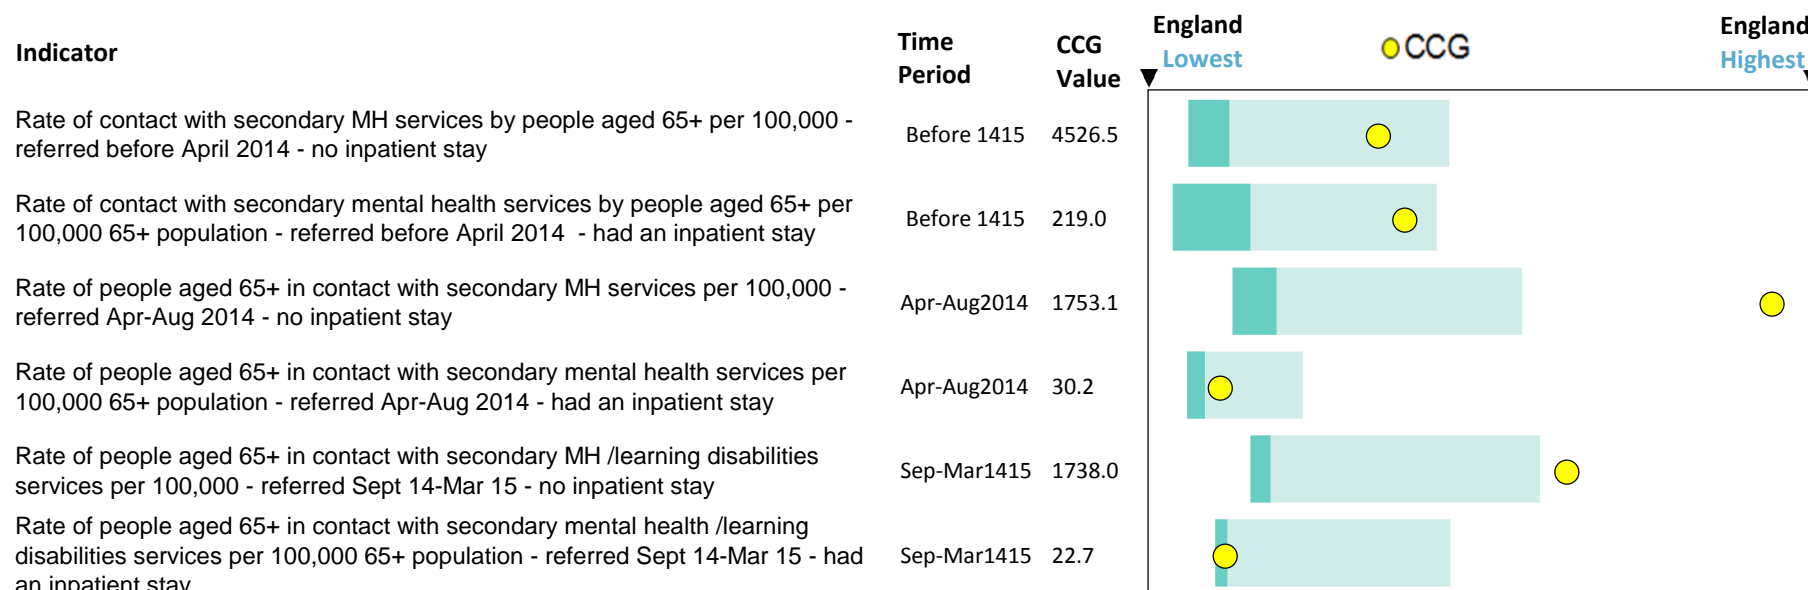 Indicator
Time
Period
CCG
Value
England
Lowest
CCG
England
Highest
Rate of contact with secondary MH services by people aged 65+ per 100,000 -
referred before April 2014 - no inpatient stay
Before 1415
4526.5
Rate of contact with secondary mental health services by people aged 65+ per
100,000 65+ population - referred before April 2014  - had an inpatient stay
Before 1415
219.0
Rate of people aged 65+ in contact with secondary MH services per 100,000 -
referred Apr-Aug 2014 - no inpatient stay
Apr-Aug2014
1753.1
Rate of people aged 65+ in contact with secondary mental health services per
100,000 65+ population - referred Apr-Aug 2014 - had an inpatient stay
Apr-Aug2014
30.2
Rate of people aged 65+ in contact with secondary MH /learning disabilities
services per 100,000 - referred Sept 14-Mar 15 - no inpatient stay
Sep-Mar1415
1738.0
Rate of people aged 65+ in contact with secondary mental health /learning
disabilities services per 100,000 65+ population - referred Sept 14-Mar 15 - had
an inpatient stay
Sep-Mar1415
22.7